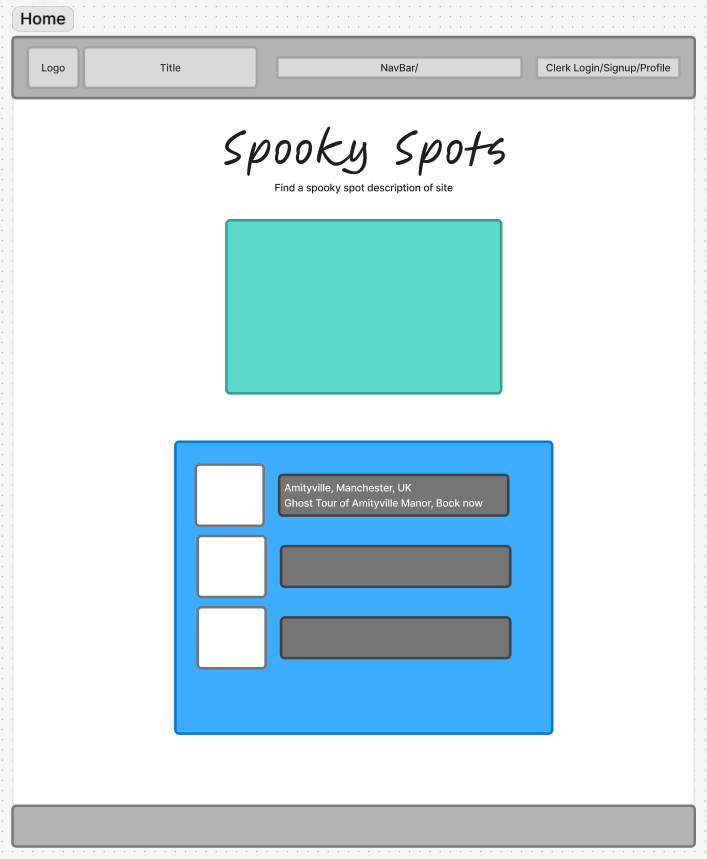 Home
Logo
Title
NavBar/
Clerk Login/Signup/Profile
Spooky Spots
Find a spooky spot description of site
Amityville, Manchester, UK
Ghost Tour of Amityville Manor, Book now